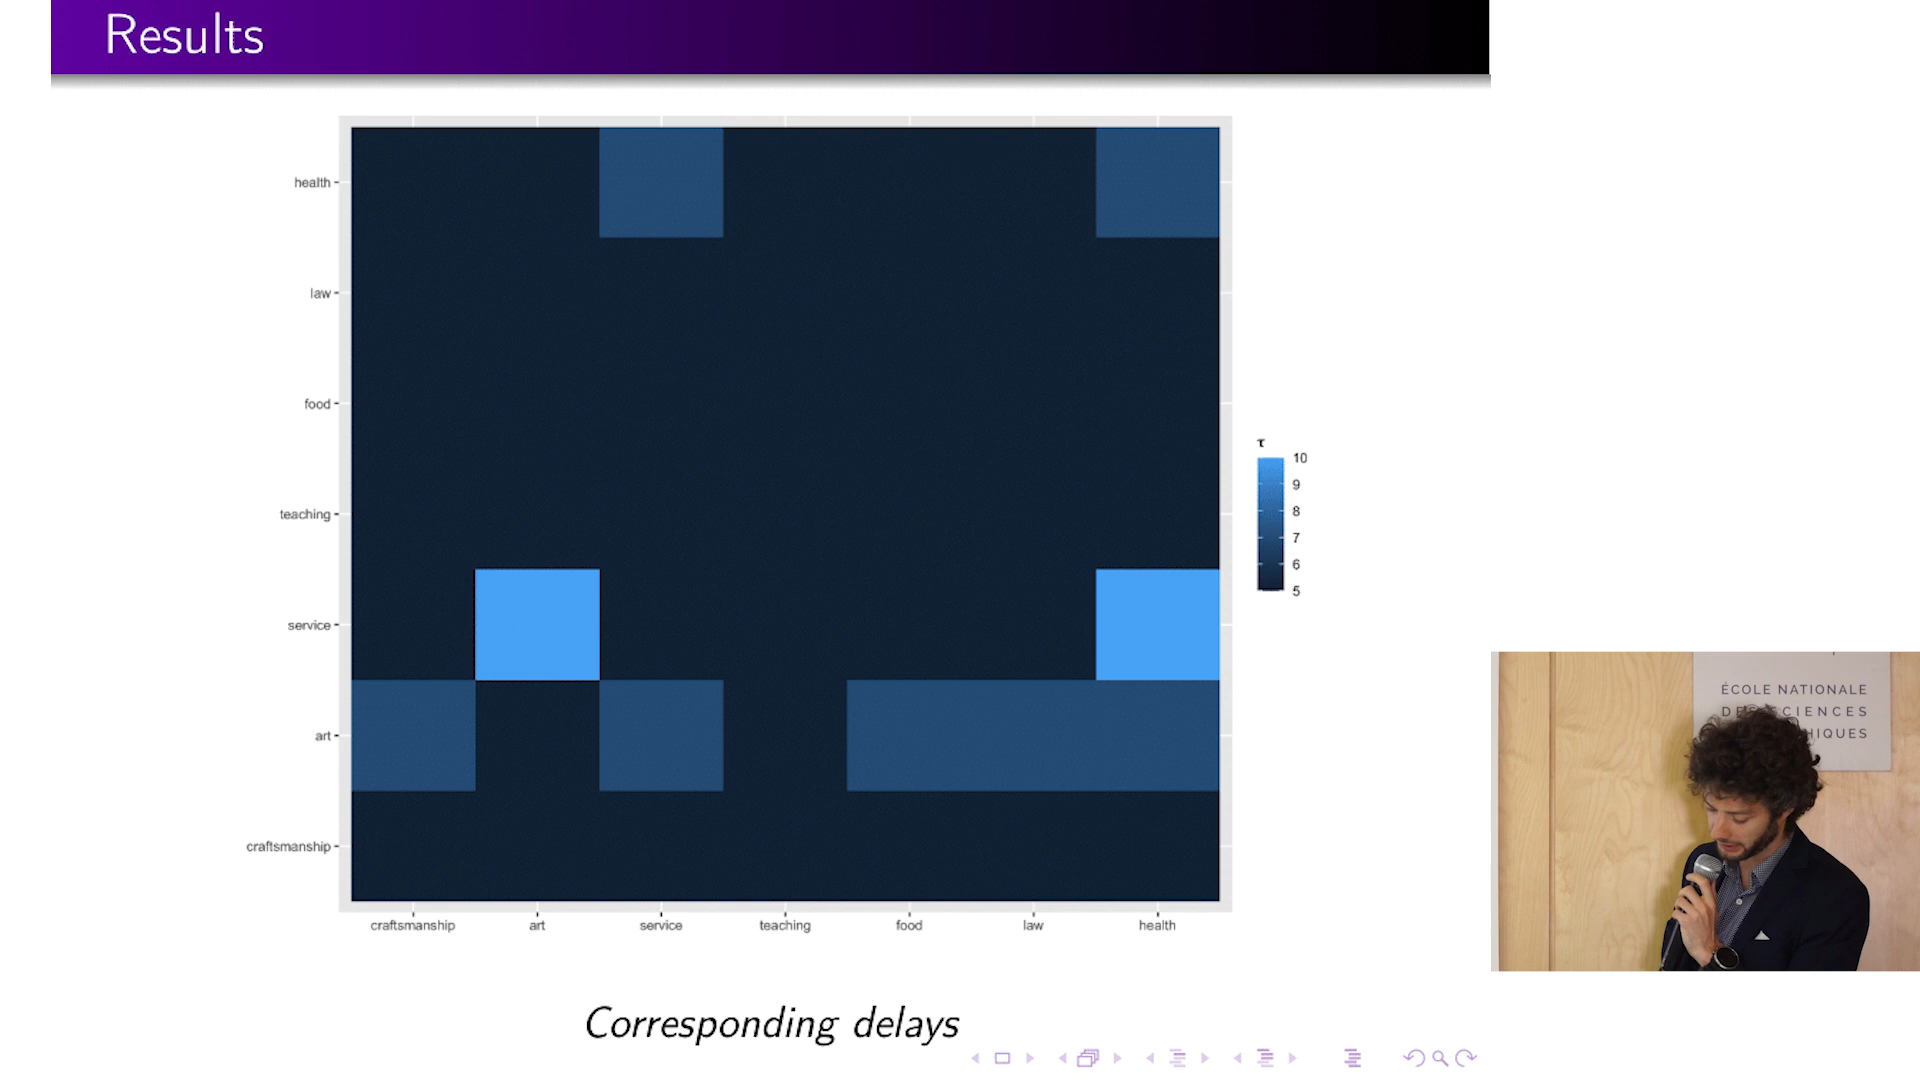 Results
health
law
food
teaching
service
art
craftsmanship
craftsmanship art service teaching food law health
τ
10
9
8
7
6
5
Corresponding delays
ÉCOLE NATIONALE